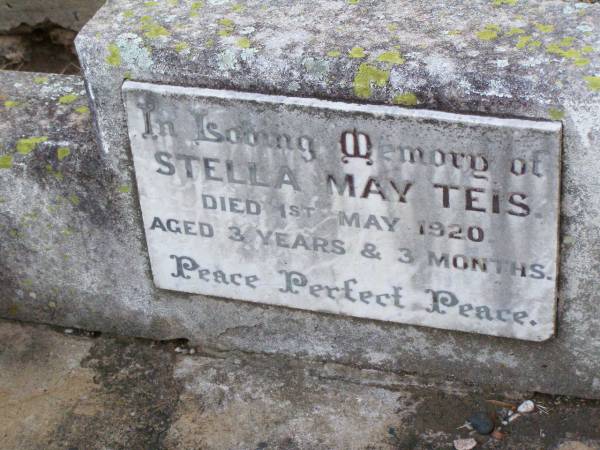 In Loving Memory of
STELLA MAY TEIS.
DIED 1ST MAY 1920.
AGED 3 YEARS & 3 MONTHS.
Peace Perfect Peace.